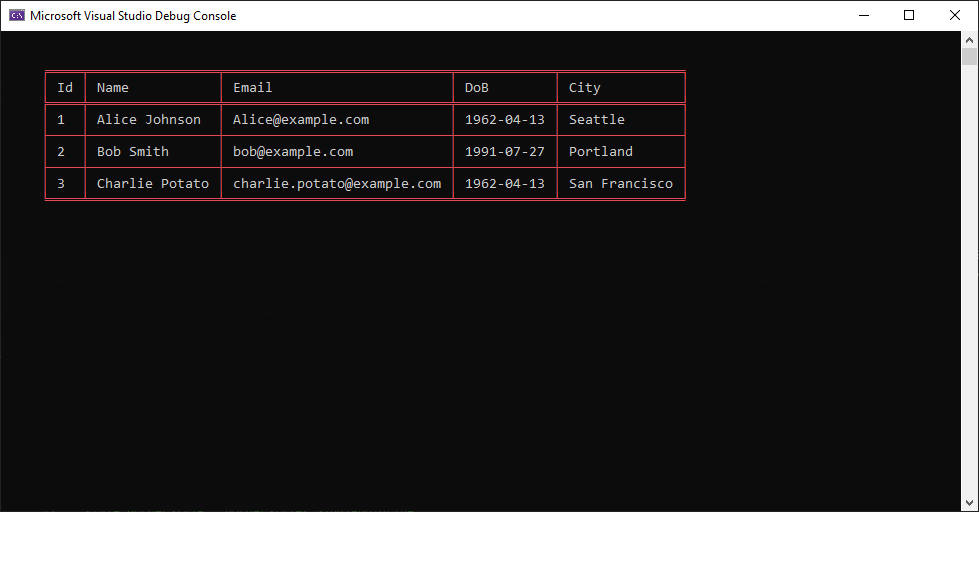 Microsoft Visual Studio Debug Console
Id Name Email DoB City
1 Alice Johnson Alice@example.com 1962-04-13 Seattle
2 Bob Smith bob@example.com 1991-07-27 Portland
3 Charlie Potato charlie.potato@example.com 1962-04-13 San Francisco